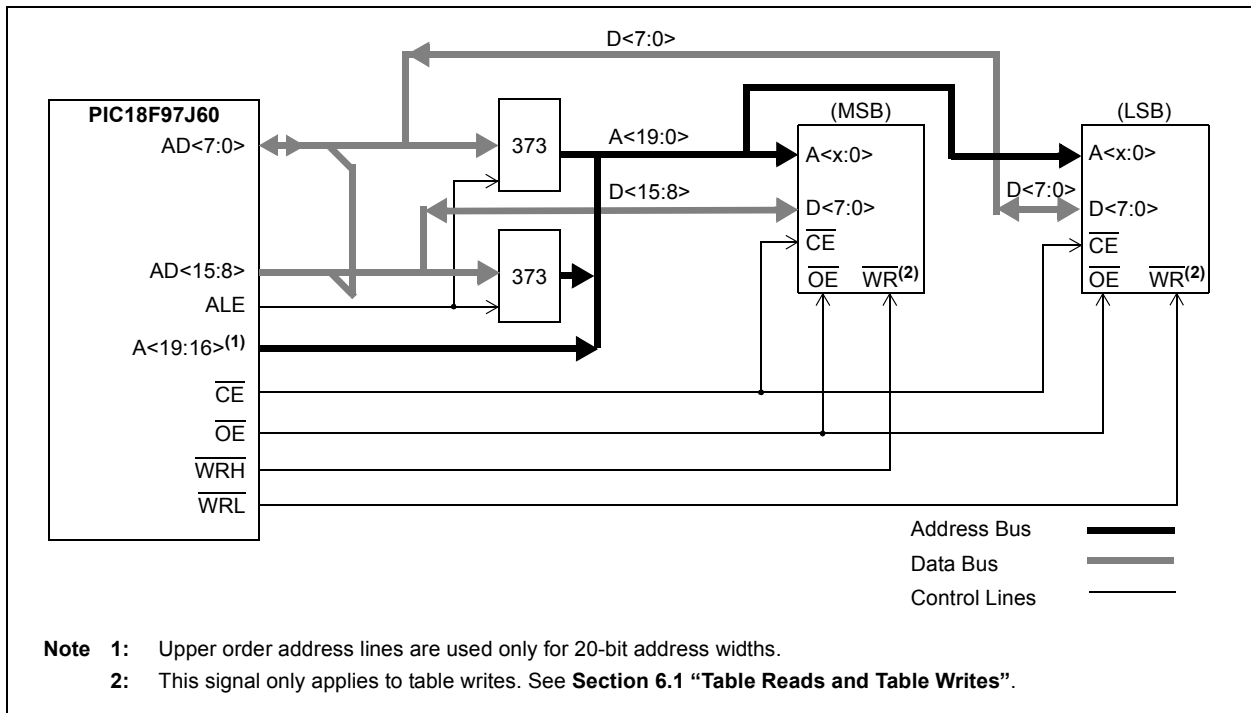 D<7:0>
PIC18F97J60
AD<7:0>
373
A<19:0>
(MSB)
A<x:0>
(LSB)
A<x:0>
D<15:8>
D<7:0>
D<7:0>
D<7:0>
CE
CE
AD<15:8>
373
OE WR(2)
OE WR(2)
ALE
A<19:16>(1)
CE
OE
WRH
WRL
Address Bus
Data Bus
Control Lines
Note 1: Upper order address lines are used only for 20-bit address widths.
2: This signal only applies to table writes. See Section 6.1 “Table Reads and Table Writes”.